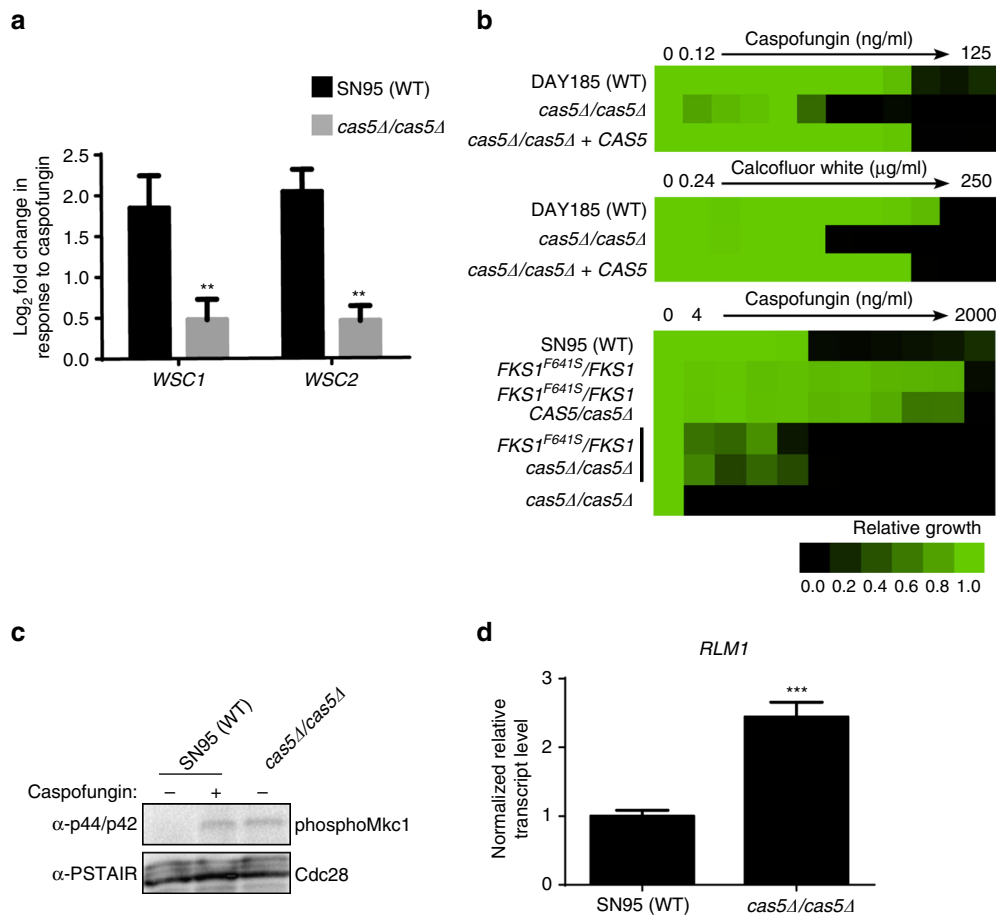 a
SN95 (WT)
cas5Δ/cas5Δ
Log2 fold change in
response to caspofungin
2.5
2.0
1.5
1.0
0.5
0.0
**
**
WSC1
WSC2
b
Caspofungin (ng/ml)
0 0.12 125
DAY185 (WT)
cas5Δ/cas5Δ
cas5Δ/cas5Δ + CAS5
Calcofluor white (μg/ml)
0 0.24 250
DAY185 (WT)
cas5Δ/cas5Δ
cas5Δ/cas5Δ + CAS5
Caspofungin (ng/ml)
0 4 2000
SN95 (WT)
FKS1F641S/FKS1
FKS1F641S/FKS1
CAS5/cas5Δ
FKS1F641S/FKS1
cas5Δ/cas5Δ
cas5Δ/cas5Δ
Relative growth
0.0 0.2 0.4 0.6 0.8 1.0
c
SN95 (WT)
cas5Δ/cas5Δ
Caspofungin: – + –
α-p44/p42 phosphoMkc1
α-PSTAIR Cdc28
d
RLM1
Normalized relative
transcript level
3
2
1
0
***
SN95 (WT)
cas5Δ/cas5Δ